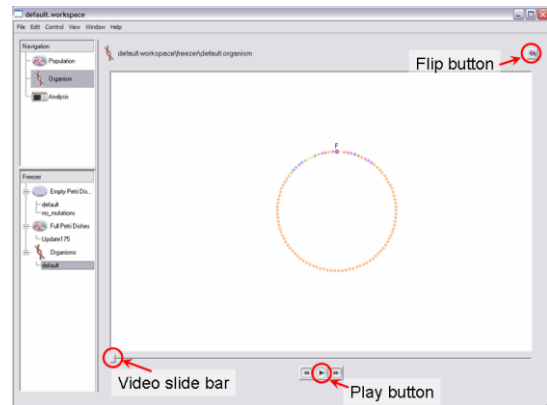 default.workspace
File Edit Control View Window Help
Navigation
Population
Organism
Analysis
default.workspace\freezer\default.organism
Flip button
F
Freezer
Empty Petri Dis...
default
no_mutations
Full Petri Dishes
Update175
Organisms
default
Video slide bar
Play button